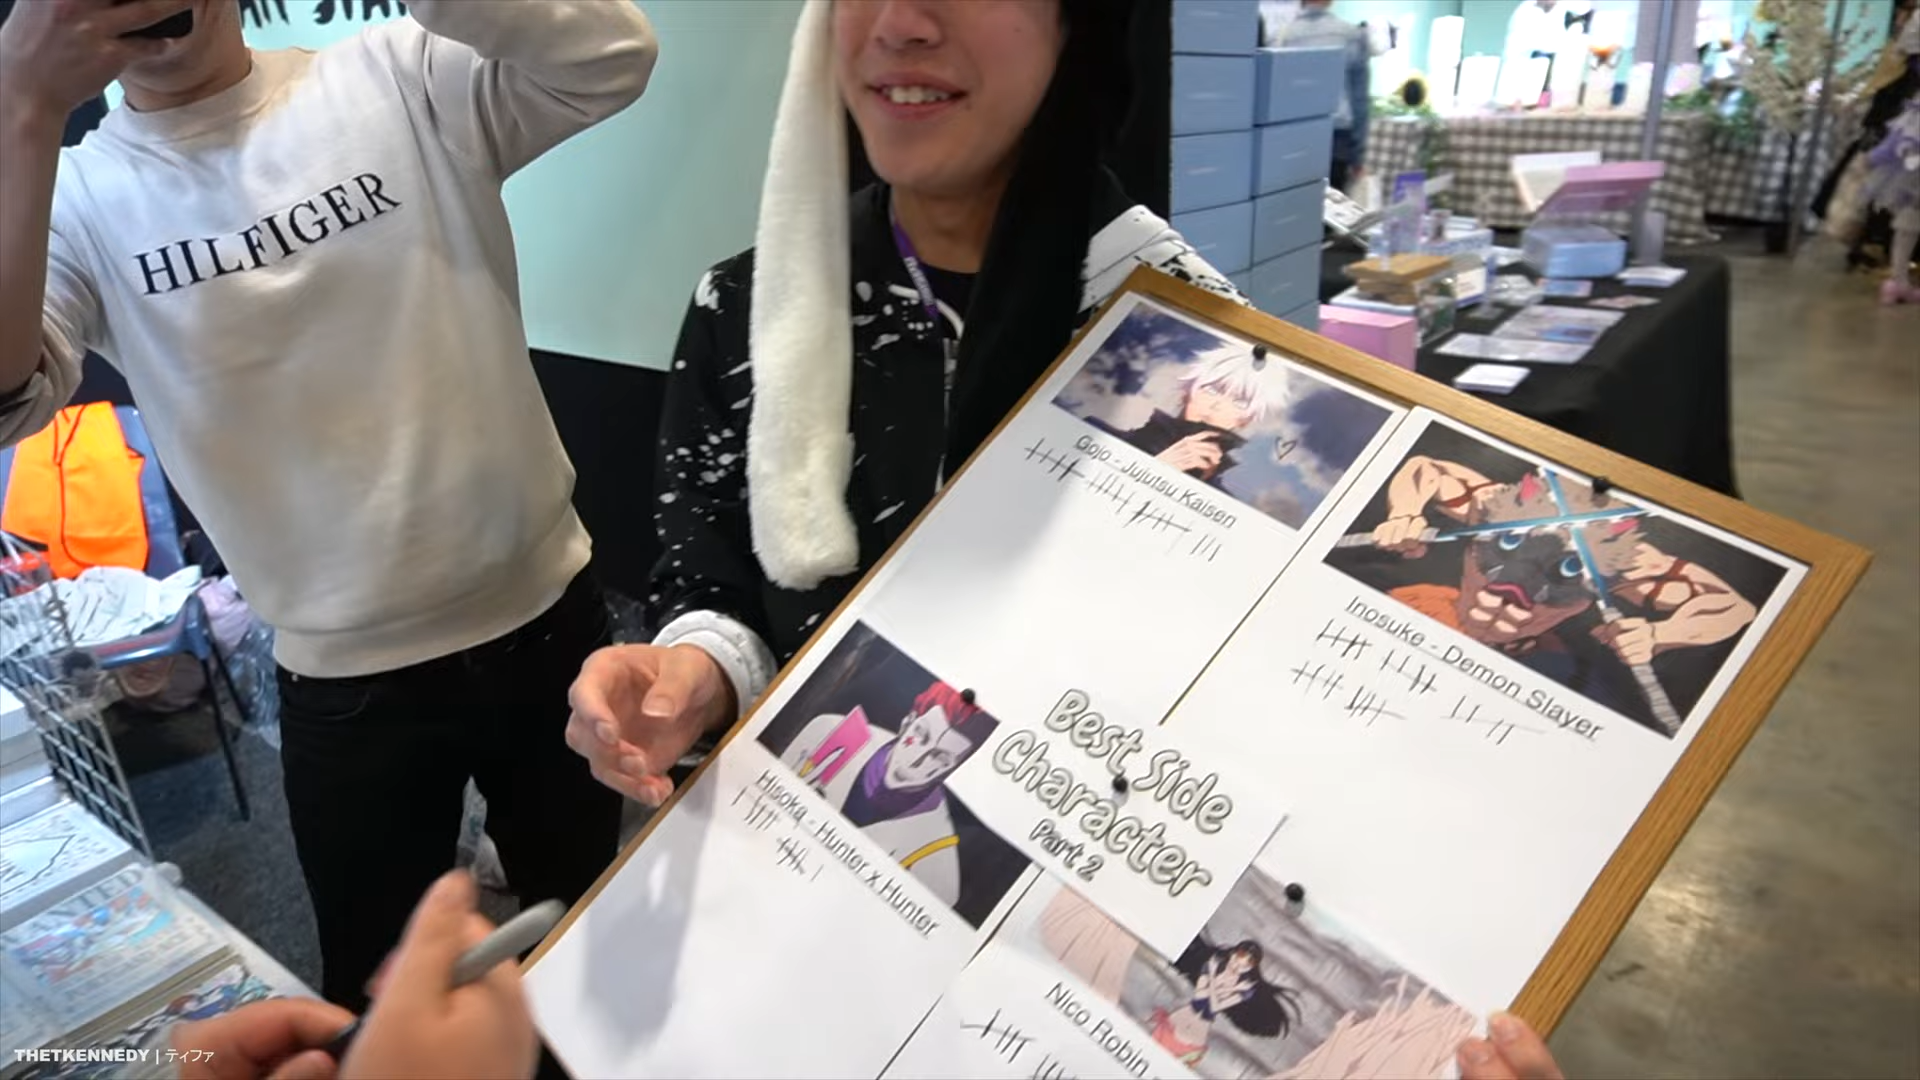 HILFIGER
Gojo - Jujutsu Kaisen
Inosuke - Demon Slayer
Best Side
Character
Part 2
Hisoka - Hunter x Hunter
Nico Robin
THETKENNEDY | ティファ